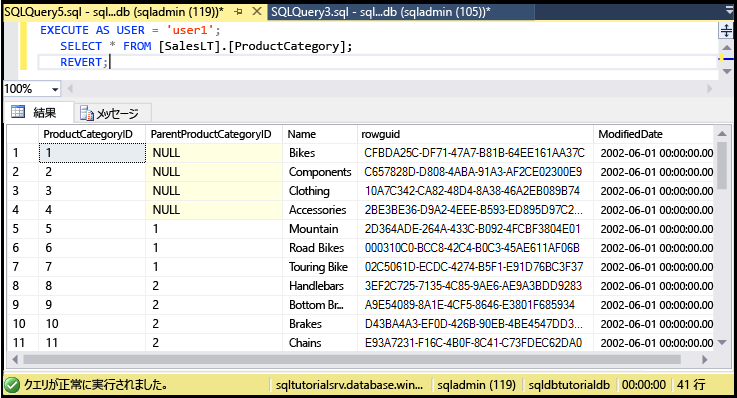 SQLQuery5.sql - sql...db (sqladmin (119))* SQLQuery3.sql - sql...db (sqladmin (105))*
EXECUTE AS USER = 'user1';
SELECT * FROM [SalesLT].[ProductCategory];
REVERT;
100%
結果 メッセージ
ProductCategoryID ParentProductCategoryID Name rowguid ModifiedDate
1 1 NULL Bikes CFBDA25C-DF71-47A7-B81B-64EE161AA37C 2002-06-01 00:00:00.00
2 2 NULL Components C657828D-D808-4ABA-91A3-AF2CE02300E9 2002-06-01 00:00:00.00
3 3 NULL Clothing 10A7C342-CA82-48D4-8A38-46A2EB089B74 2002-06-01 00:00:00.00
4 4 NULL Accessories 2BE3BE36-D9A2-4EEE-B593-ED895D97C2... 2002-06-01 00:00:00.00
5 5 1 Mountain 2D364ADE-264A-433C-B092-4FCBF3804E01 2002-06-01 00:00:00.00
6 6 1 Road Bikes 000310C0-BCC8-42C4-B0C3-45AE611AF06B 2002-06-01 00:00:00.00
7 7 1 Touring Bike 02C5061D-ECDC-4274-B5F1-E91D76BC3F37 2002-06-01 00:00:00.00
8 8 2 Handlebars 3EF2C725-7135-4C85-9AE6-AE9A3BDD9283 2002-06-01 00:00:00.00
9 9 2 Bottom Br... A9E54089-8A1E-4CF5-8646-E3801F685934 2002-06-01 00:00:00.00
10 10 2 Brakes D43BA4A3-EF0D-426B-90EB-4BE4547DD3... 2002-06-01 00:00:00.00
11 11 2 Chains E93A7231-F16C-4B0F-8C41-C73FDEC62DA0 2002-06-01 00:00:00.00
クエリが正常に実行されました。 sqltutorialsrv.database.win... sqladmin (119) sqldbtutorialdb 00:00:00 41 行